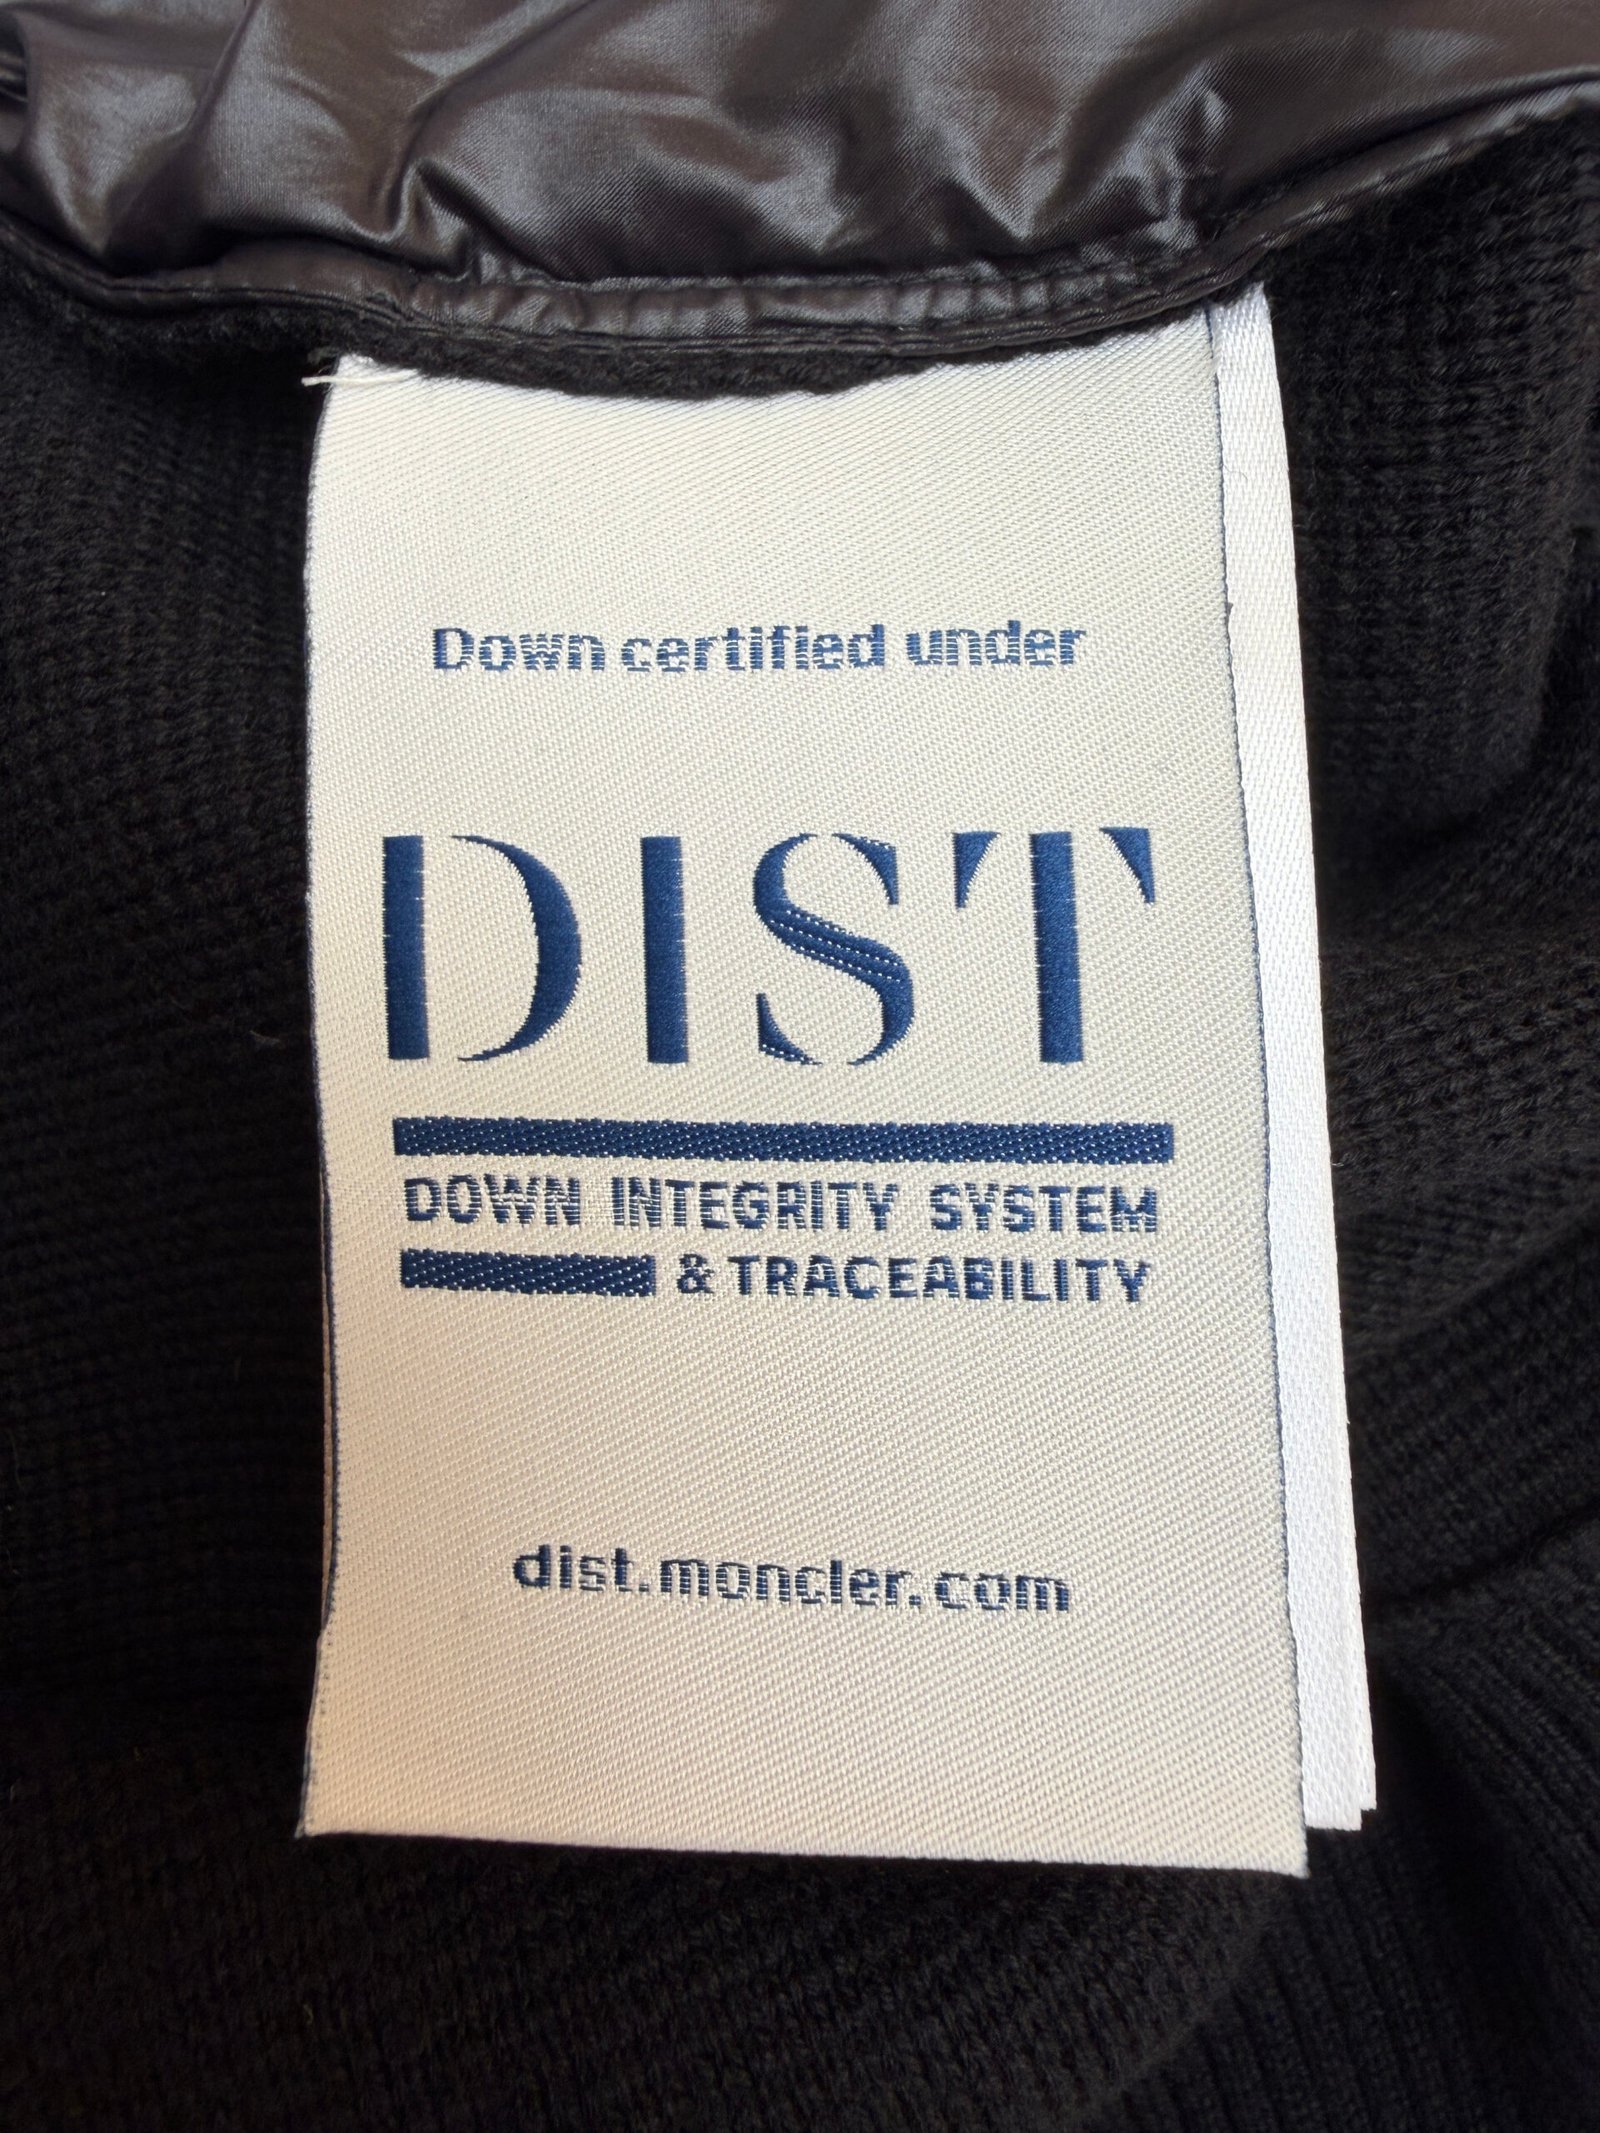 Down certified under
DIST
DOWN INTEGRITY SYSTEM
& TRACEABILITY
dist.moncler.com